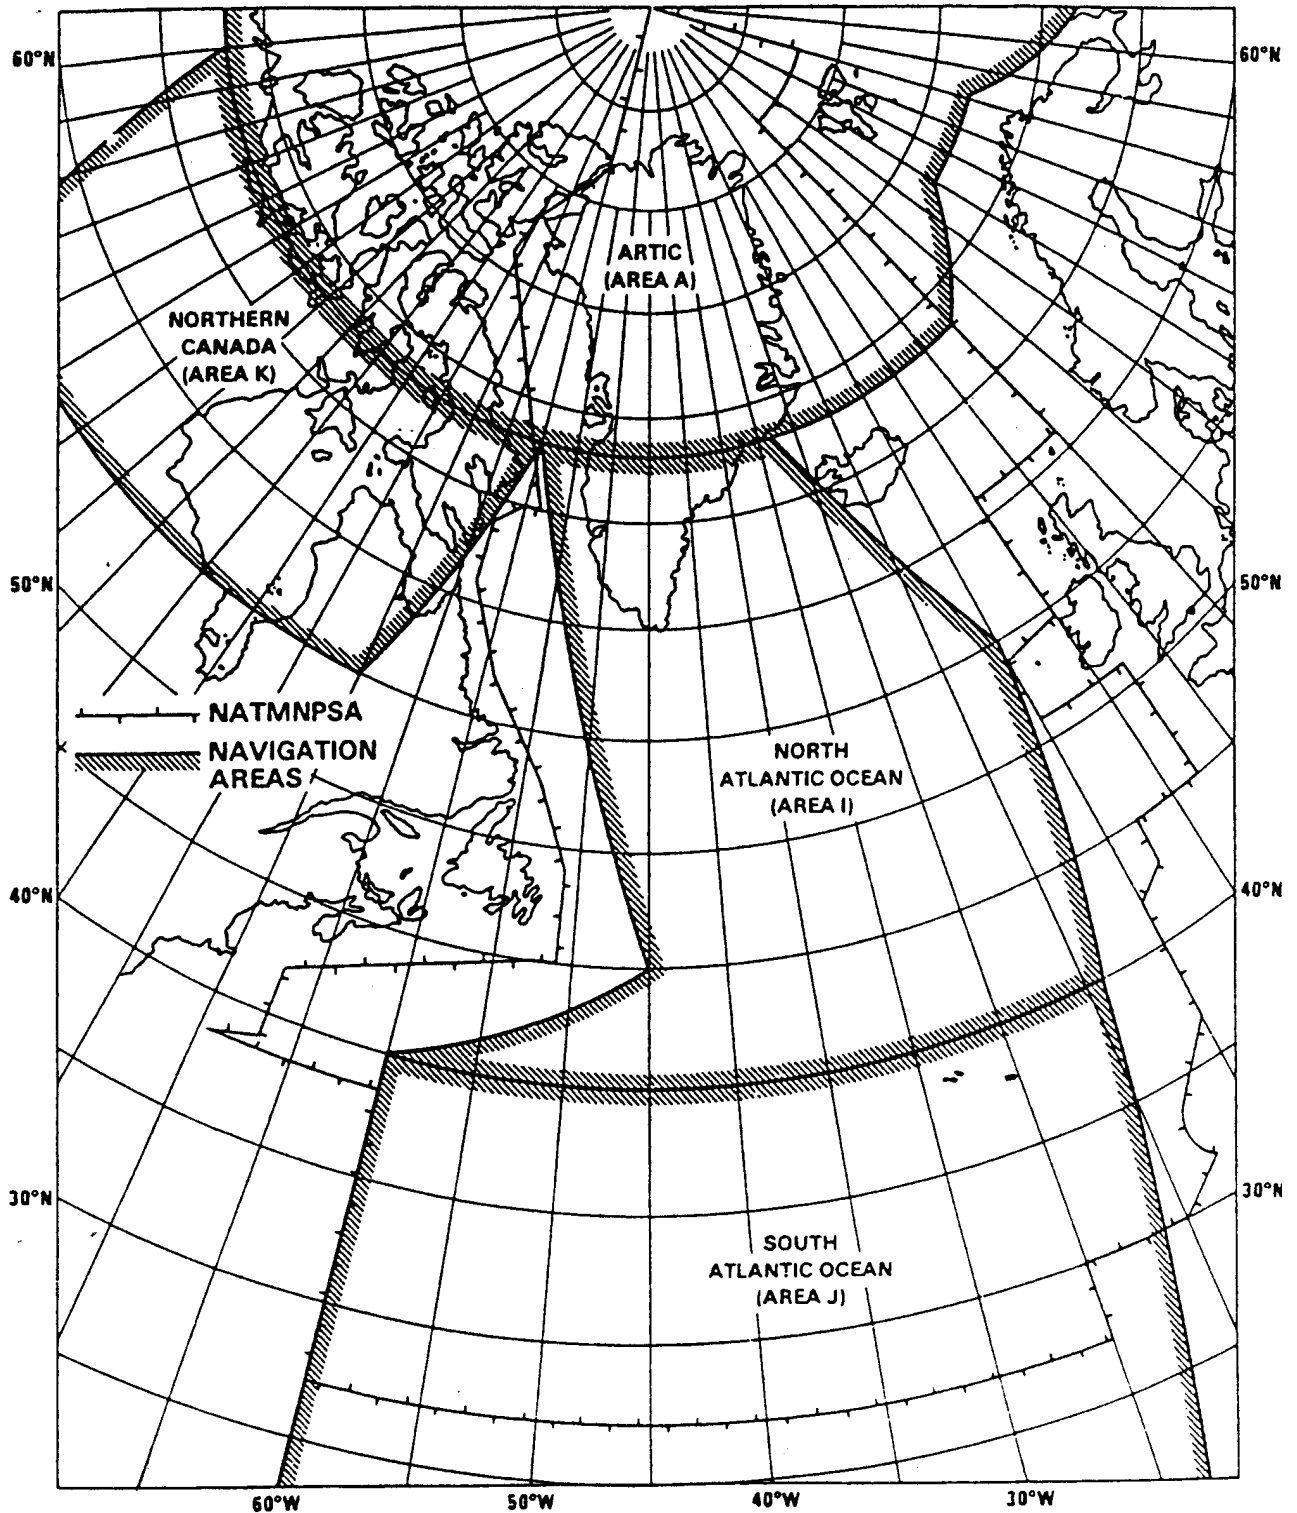 60°N
60°N
ARTIC
(AREA A)
NORTHERN
CANADA
(AREA K)
50°N
50°N
NATMNPSA
NAVIGATION
AREAS
NORTH
ATLANTIC OCEAN
(AREA I)
40°N
40°N
30°N
30°N
SOUTH
ATLANTIC OCEAN
(AREA J)
60°W
50°W
40°W
30°W